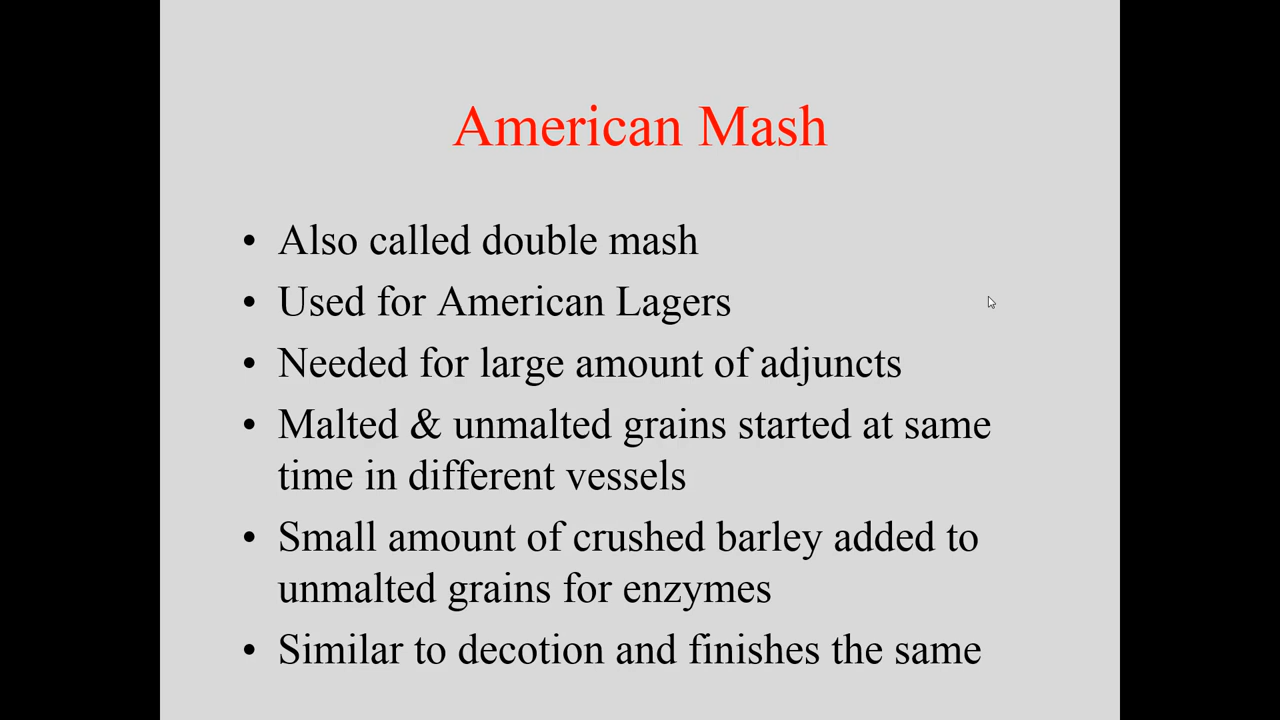 American Mash
• Also called double mash
• Used for American Lagers
• Needed for large amount of adjuncts
• Malted & unmalted grains started at same
time in different vessels
• Small amount of crushed barley added to
unmalted grains for enzymes
• Similar to decotion and finishes the same